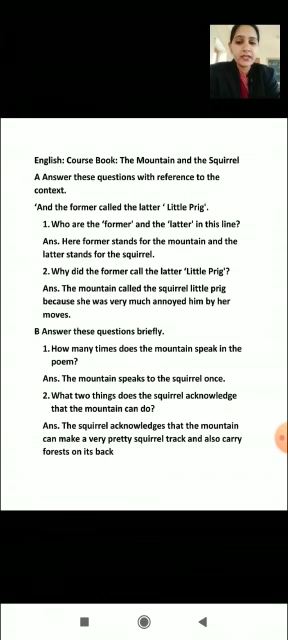 English: Course Book: The Mountain and the Squirrel
A Answer these questions with reference to the
context.
‘And the former called the latter ‘ Little Prig’.
1. Who are the ‘former' and the ‘latter’ in this line?
Ans. Here former stands for the mountain and the
latter stands for the squirrel.
2. Why did the former call the latter ‘Little Prig’?
Ans. The mountain called the squirrel little prig
because she was very much annoyed him by her
moves.
B Answer these questions briefly.
1. How many times does the mountain speak in the
poem?
Ans. The mountain speaks to the squirrel once.
2. What two things does the squirrel acknowledge
that the mountain can do?
Ans. The squirrel acknowledges that the mountain
can make a very pretty squirrel track and also carry
forests on its back